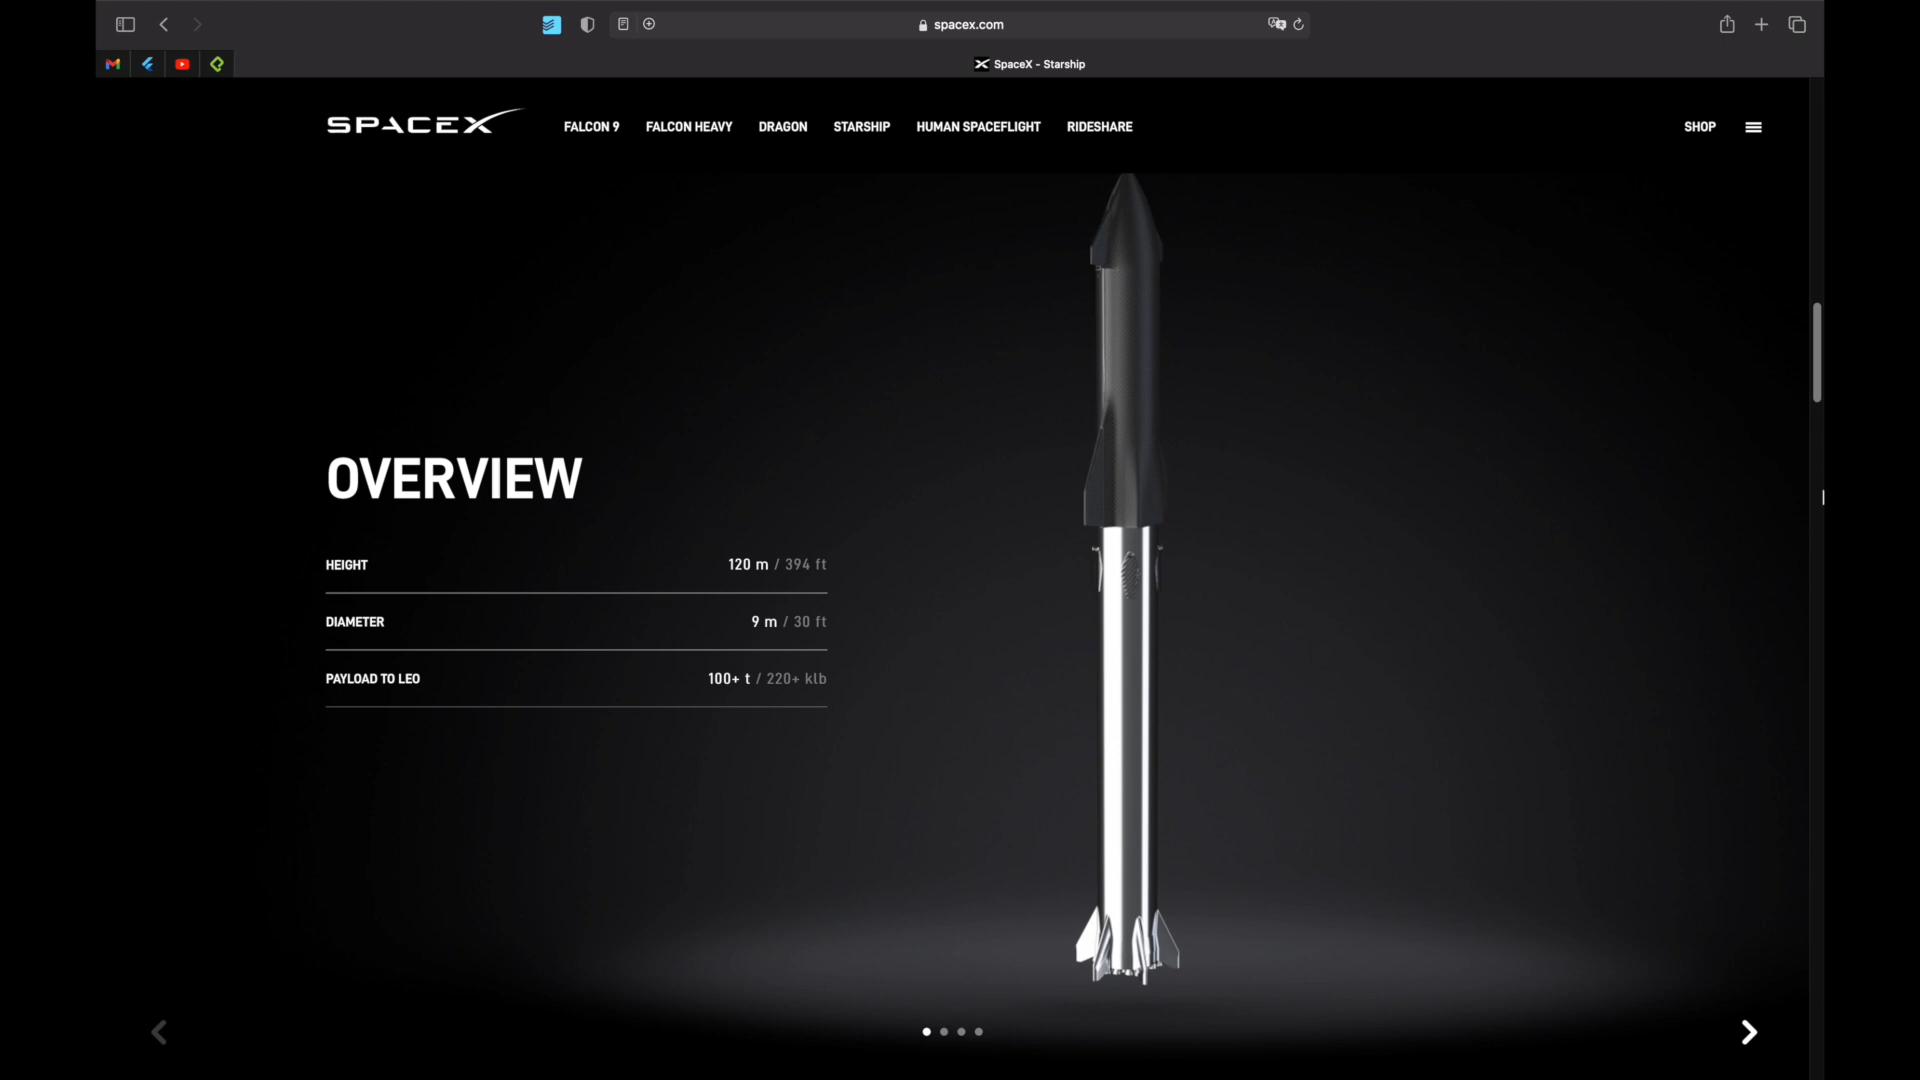 spacex.com
SpaceX - Starship
SPACEX
FALCON 9
FALCON HEAVY
DRAGON
STARSHIP
HUMAN SPACEFLIGHT
RIDESHARE
SHOP
OVERVIEW
HEIGHT 120 m / 394 ft
DIAMETER 9 m / 30 ft
PAYLOAD TO LEO 100+ t / 220+ klb